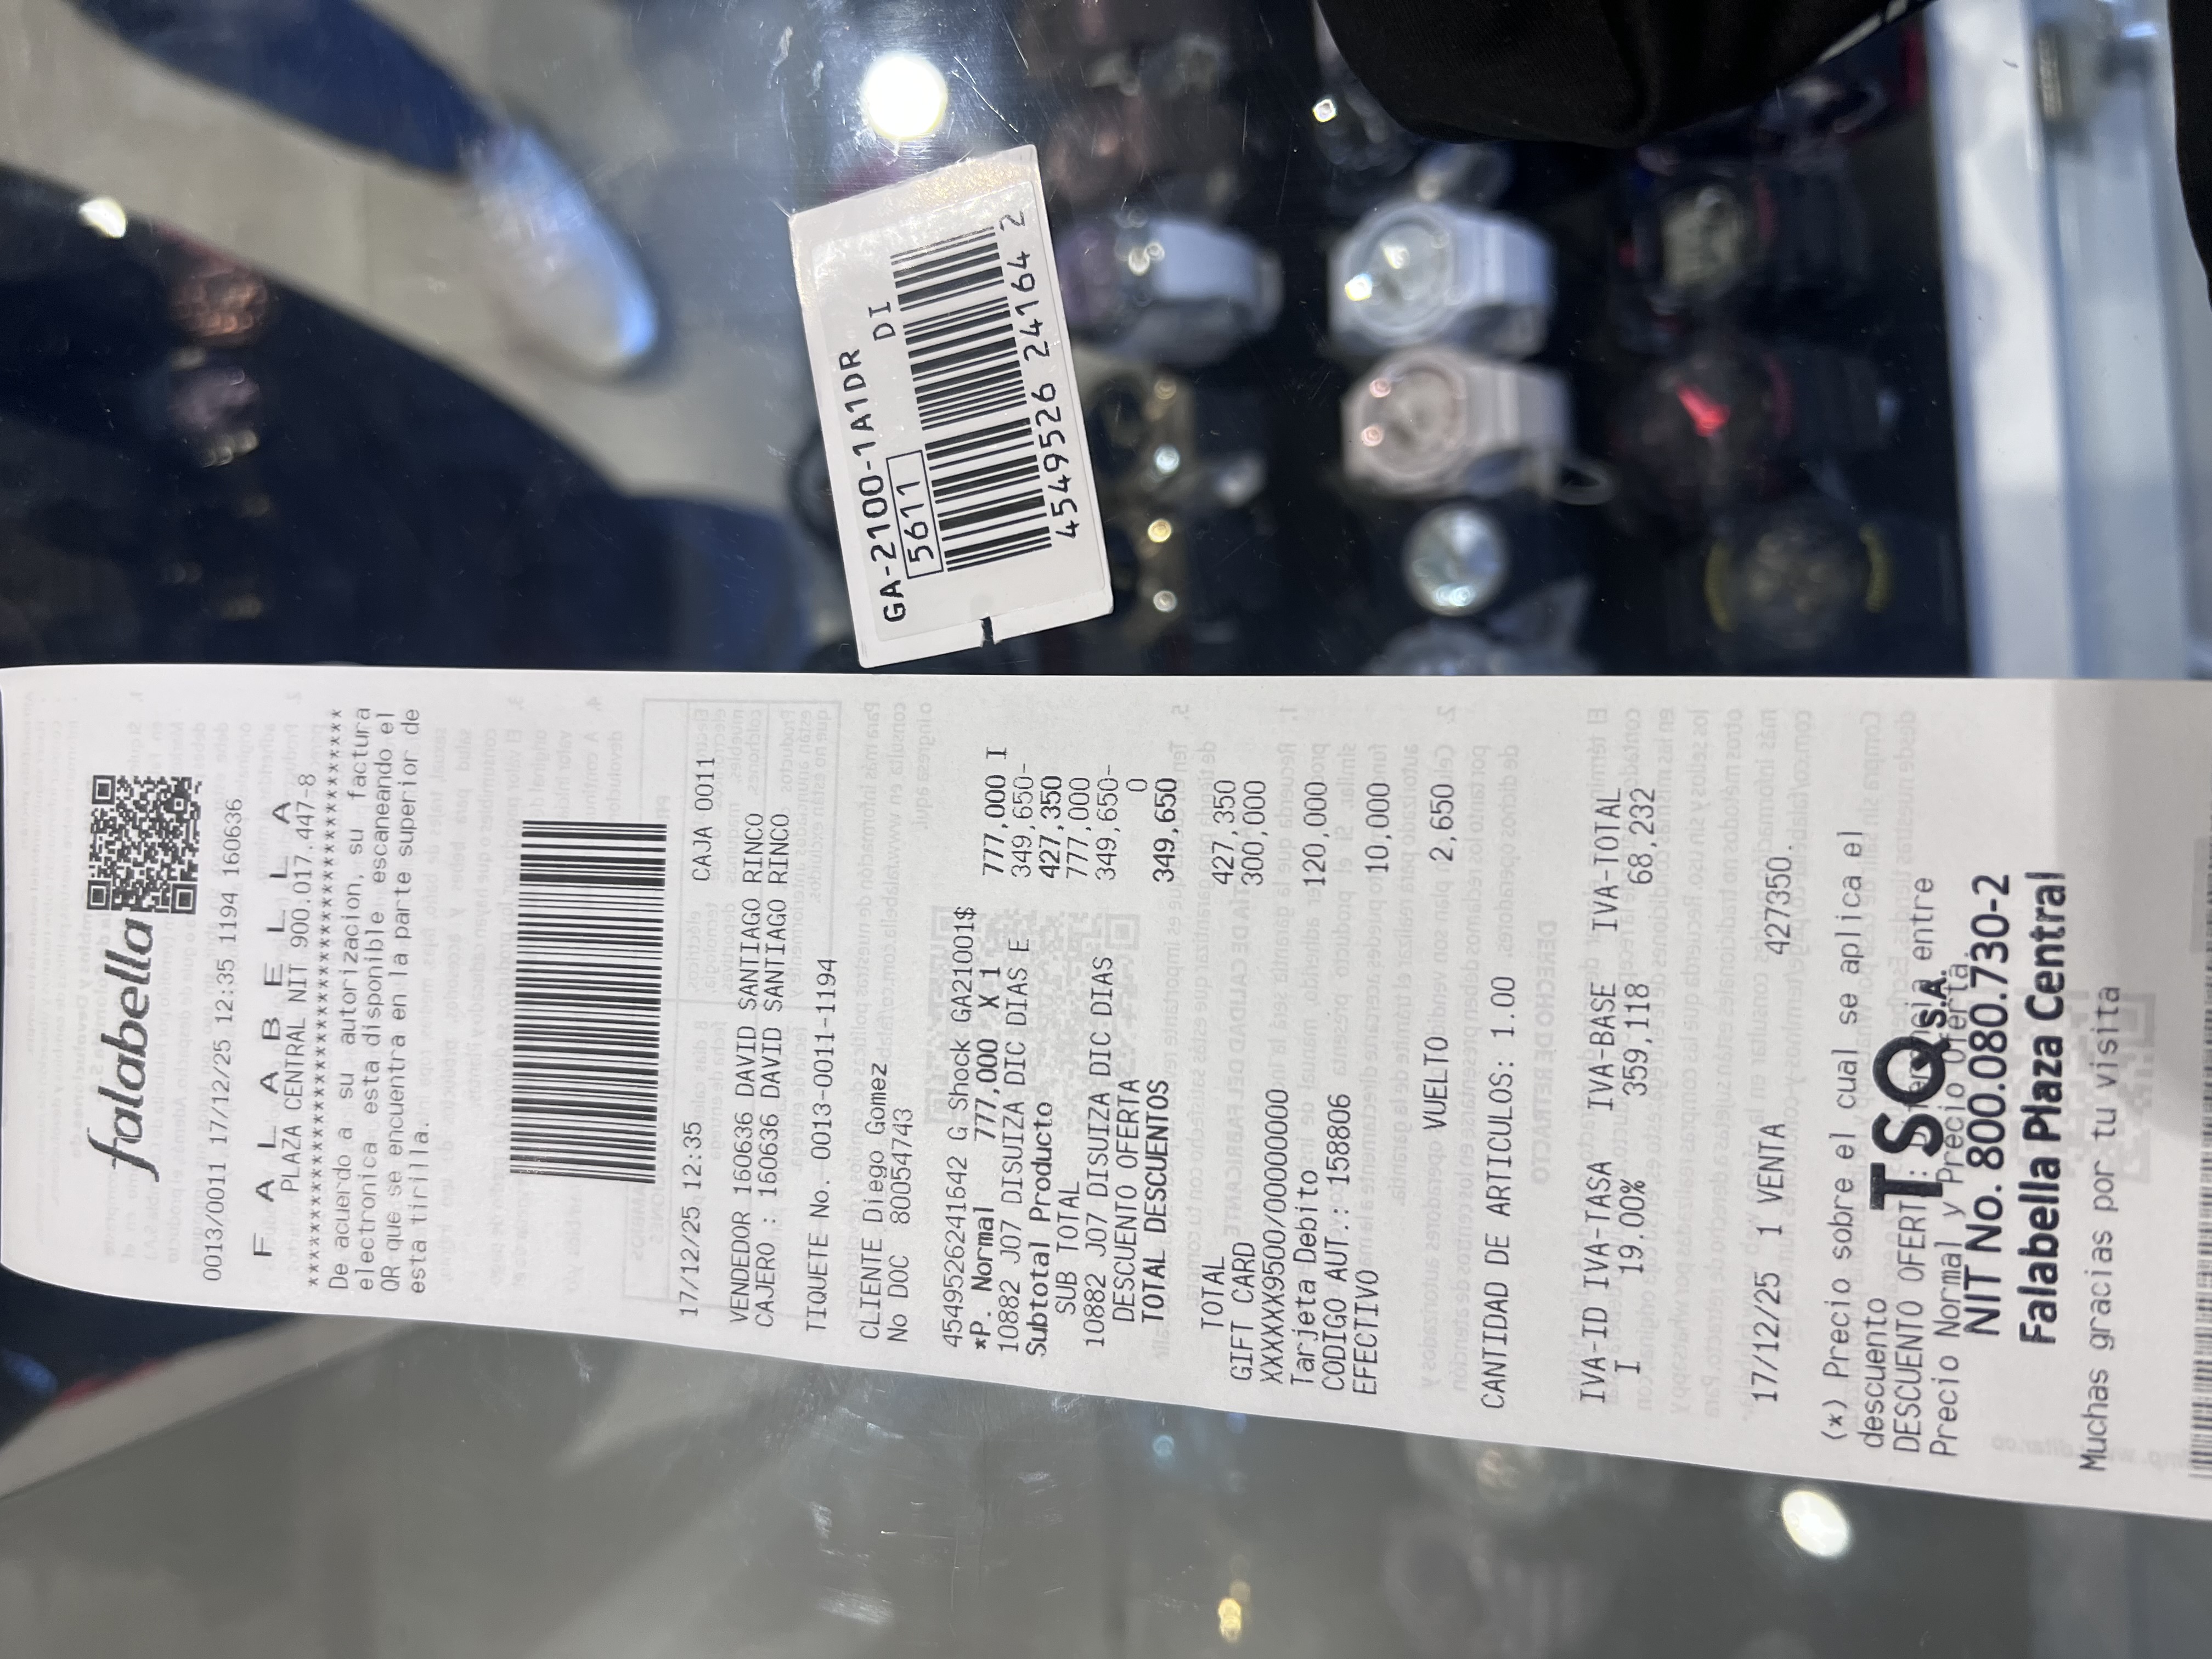 falabella
0013/0011 17/12/25 12:35 1194 160636
F A L A B E L L A
PLAZA CENTRAL NIT 900.017.447-8
******************************************
De acuerdo a su autorizacion, su factura
electronica esta disponible escaneando el
QR que se encuentra en la parte superior de
esta tirilla.
17/12/25 12:35 CAJA 0011
VENDEDOR 160636 DAVID SANTIAGO RINCO
CAJERO : 160636 DAVID SANTIAGO RINCO
TIQUETE No. 0013-0011-1194
CLIENTE Diego Gomez
No DOC 80054743
4549526241642 G Shock GA21001$
*P. Normal 777,000 X 1 777,000 I
10882 J07 DISUIZA DIC DIAS E 349,650-
Subtotal Producto 427,350
SUB TOTAL 777,000
10882 J07 DISUIZA DIC DIAS 349,650-
DESCUENTO OFERTA 0
TOTAL DESCUENTOS 349,650
TOTAL 427,350
GIFT CARD 300,000
XXXXXX9500/00000000
Tarjeta Debito 120,000
CODIGO AUT.: 158806
EFECTIVO 10,000
VUELTO 2,650
CANTIDAD DE ARTICULOS: 1.00
IVA-ID IVA-TASA IVA-BASE IVA-TOTAL
I 19.00% 359,118 68,232
17/12/25 1 VENTA 427350.
(*) Precio sobre el cual se aplica el
descuento
DESCUENTO OFERT entre
Precio Normal y Precio Oferta.
TSQ S.A.
NIT No. 800.080.730-2
Falabella Plaza Central
Muchas gracias por tu visita
GA-2100-1A1DR
5611 DI
4549526 24164 2